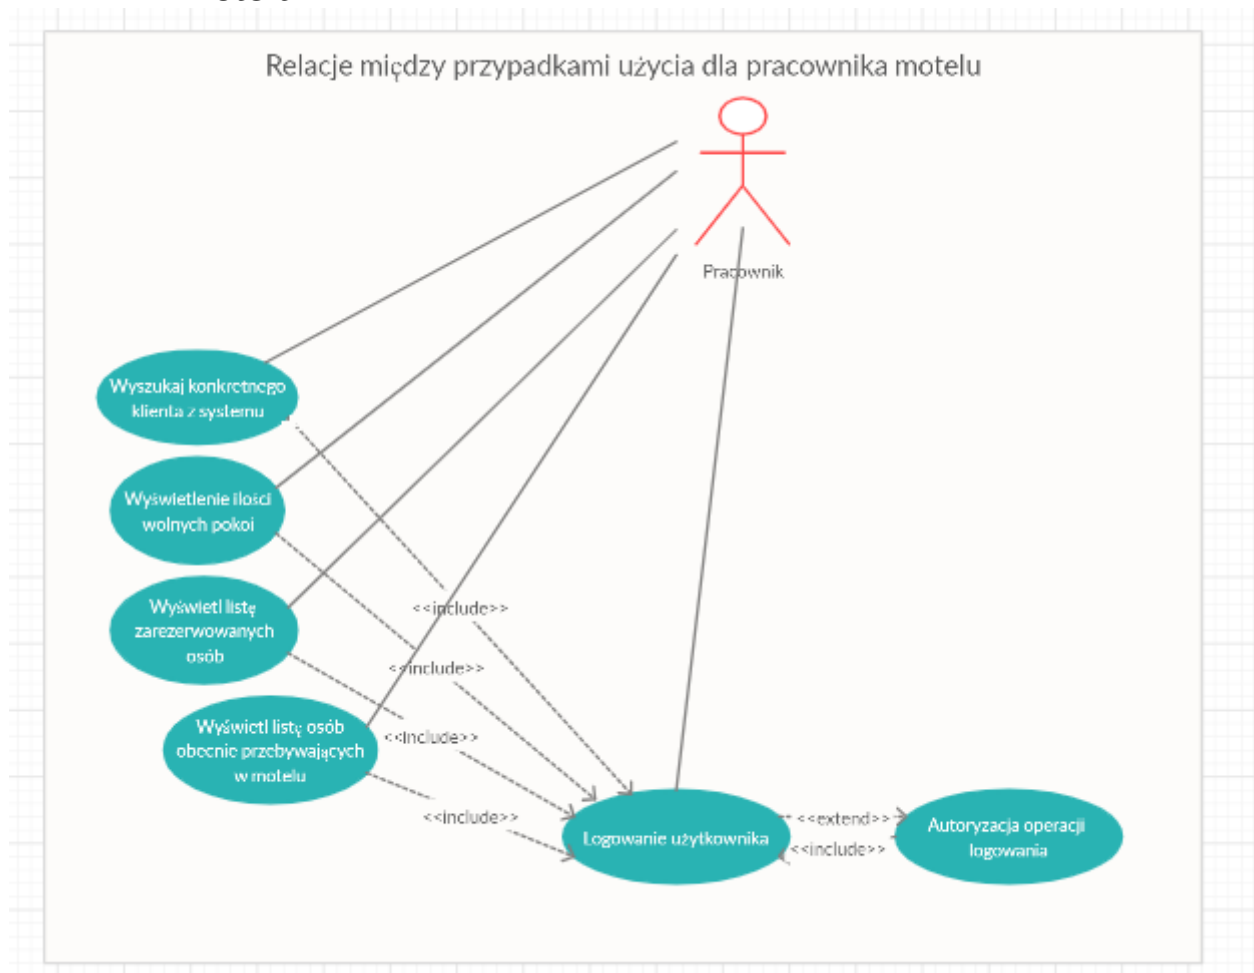 Relacje między przypadkami użycia dla pracownika motelu
Pracownik
Wyszukaj konkretnego
klienta z systemu
Wyświetlenie ilości
wolnych pokoi
Wyświetl listę
zarezerwowanych
osób
Wyświetl listę osób
obecnie przebywających
w motelu
<<include>>
<<include>>
<<include>>
<<include>>
Logowanie użytkownika
<<extend>>
<<include>>
Autoryzacja operacji
logowania